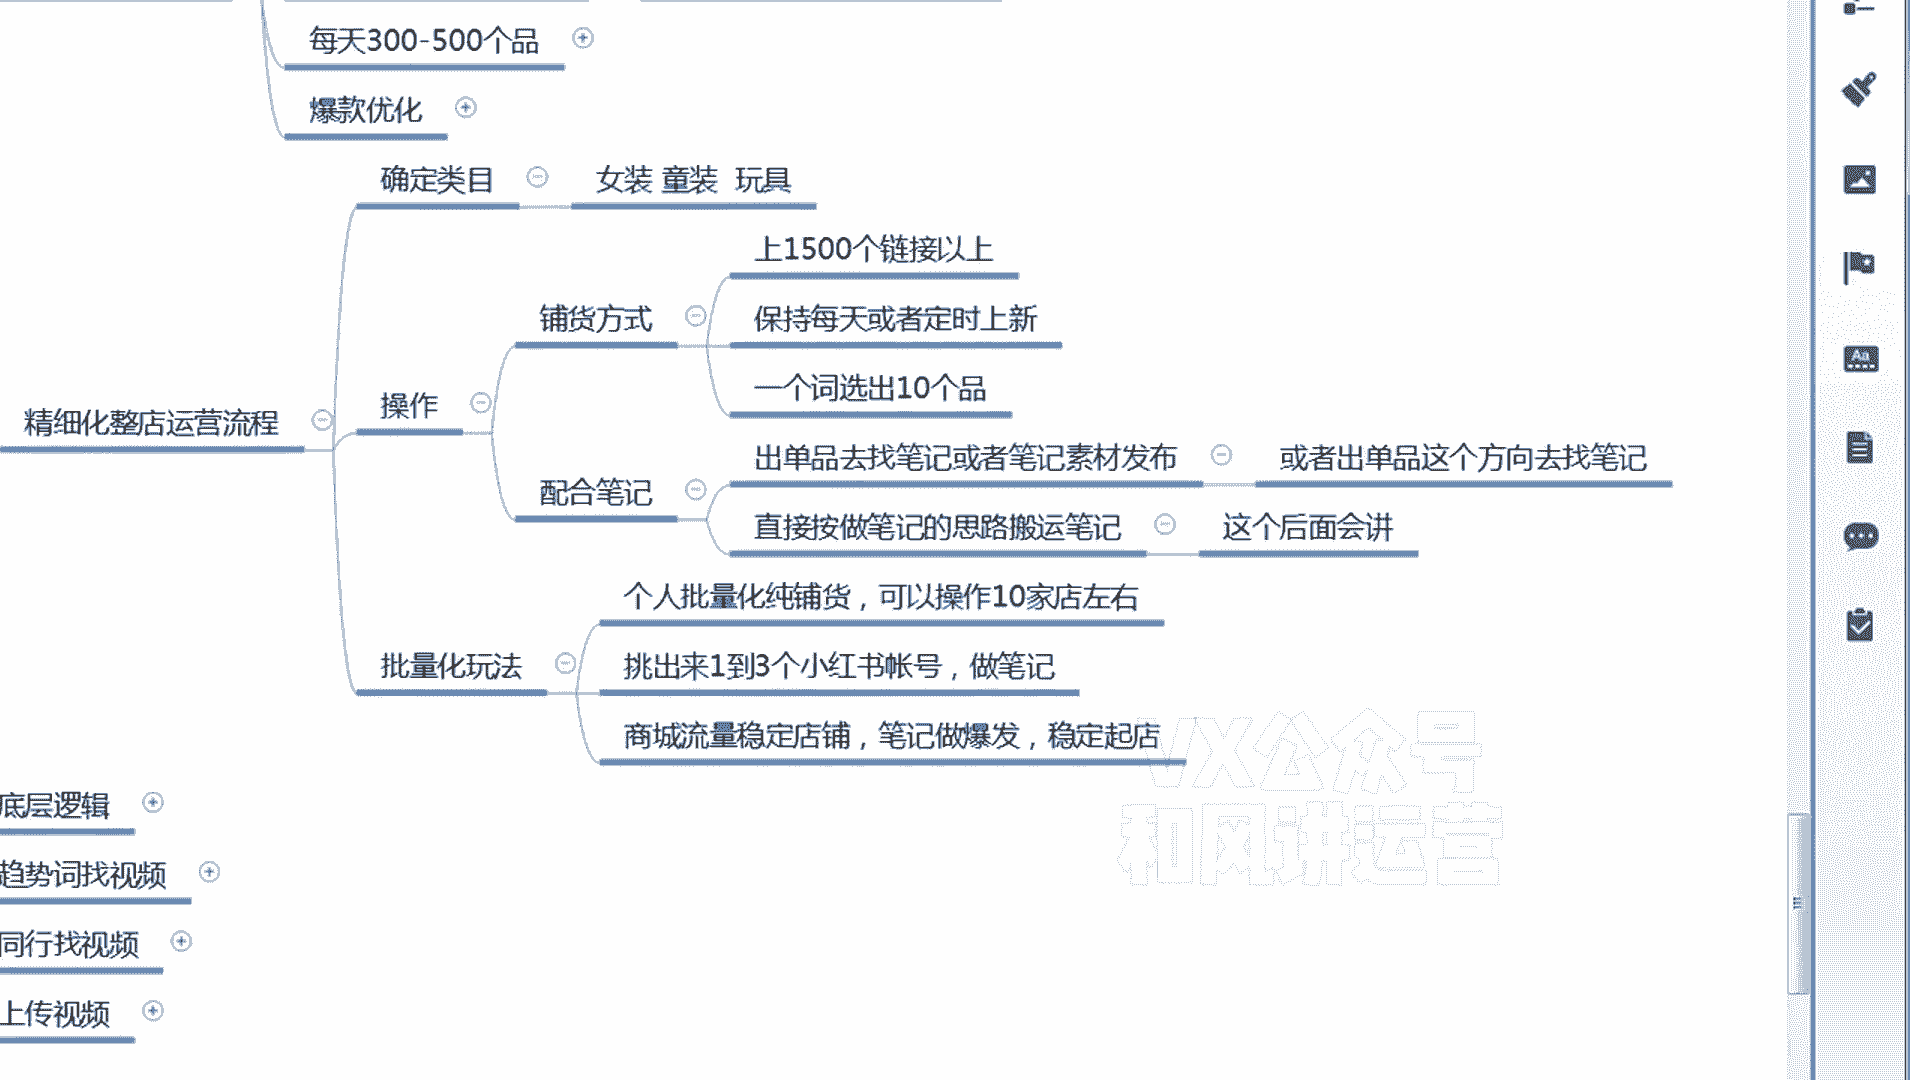 每天300-500个品
爆款优化
确定类目
女装 童装 玩具
上1500个链接以上
铺货方式
保持每天或者定时上新
一个词选出10个品
操作
精细化整店运营流程
出单品去找笔记或者笔记素材发布
或者出单品这个方向去找笔记
配合笔记
直接按做笔记的思路搬运笔记
这个后面会讲
个人批量化纯铺货，可以操作10家店左右
批量化玩法
挑出来1到3个小红书帐号，做笔记
商城流量稳定店铺，笔记做爆发，稳定起店
VX公众号
和风讲运营
底层逻辑
趋势词找视频
同行找视频
上传视频
Aa